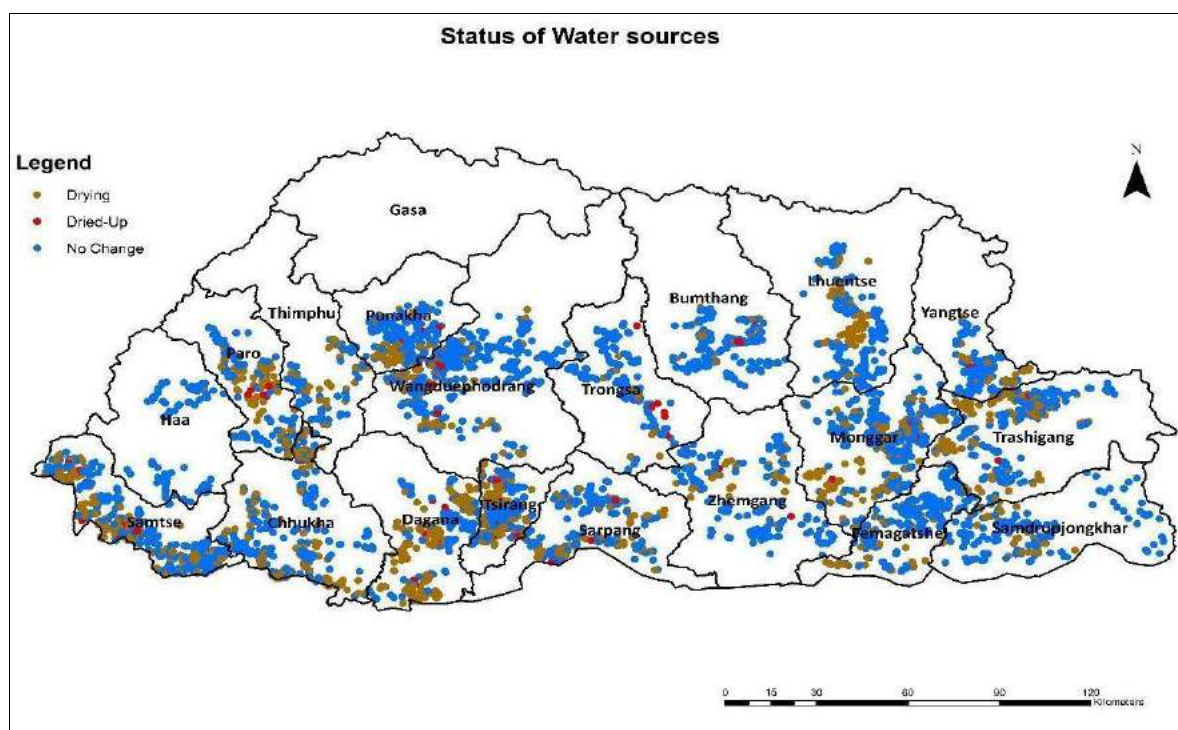 Status of Water sources
Legend
Drying
Dried-Up
No Change
N
Gasa
Thimphu
Punakha
Bumthang
Lhuentse
Yangtse
Paro
Haa
Wangduephodrang
Trongsa
Monggar
Trashigang
Samtse
Chhukha
Dagana
Tsirang
Sarpang
Zhemgang
Pemagatshel
Samdropjongkhar
0 15 30 60 90 120
Kilometers